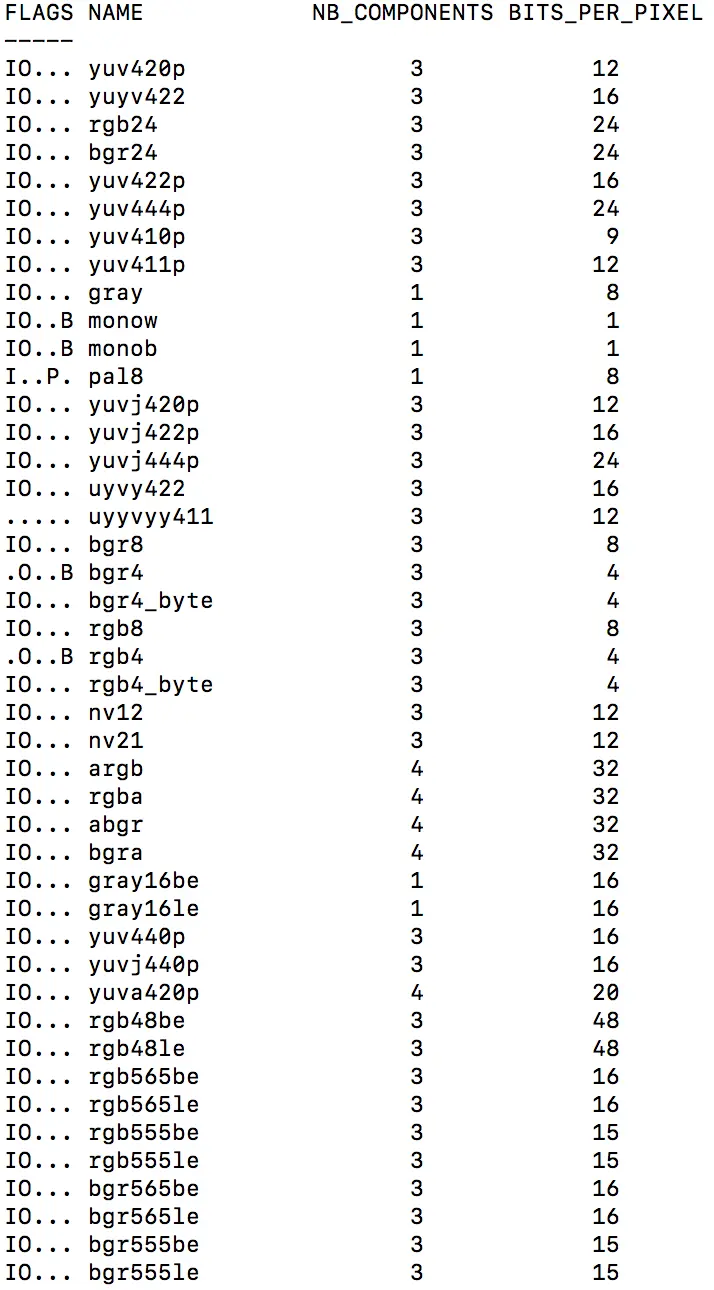 FLAGS NAME            NB_COMPONENTS BITS_PER_PIXEL
-----
IO... yuv420p                3            12
IO... yuyv422                3            16
IO... rgb24                  3            24
IO... bgr24                  3            24
IO... yuv422p                3            16
IO... yuv444p                3            24
IO... yuv410p                3             9
IO... yuv411p                3            12
IO... gray                   1             8
IO..B monow                  1             1
IO..B monob                  1             1
I..P. pal8                   1             8
IO... yuvj420p               3            12
IO... yuvj422p               3            16
IO... yuvj444p               3            24
IO... uyvy422                3            16
..... uyyvyy411              3            12
IO... bgr8                   3             8
.O..B bgr4                   3             4
IO... bgr4_byte              3             4
IO... rgb8                   3             8
.O..B rgb4                   3             4
IO... rgb4_byte              3             4
IO... nv12                   3            12
IO... nv21                   3            12
IO... argb                   4            32
IO... rgba                   4            32
IO... abgr                   4            32
IO... bgra                   4            32
IO... gray16be               1            16
IO... gray16le               1            16
IO... yuv440p                3            16
IO... yuvj440p               3            16
IO... yuva420p               4            20
IO... rgb48be                3            48
IO... rgb48le                3            48
IO... rgb565be               3            16
IO... rgb565le               3            16
IO... rgb555be               3            15
IO... rgb555le               3            15
IO... bgr565be               3            16
IO... bgr565le               3            16
IO... bgr555be               3            15
IO... bgr555le               3            15